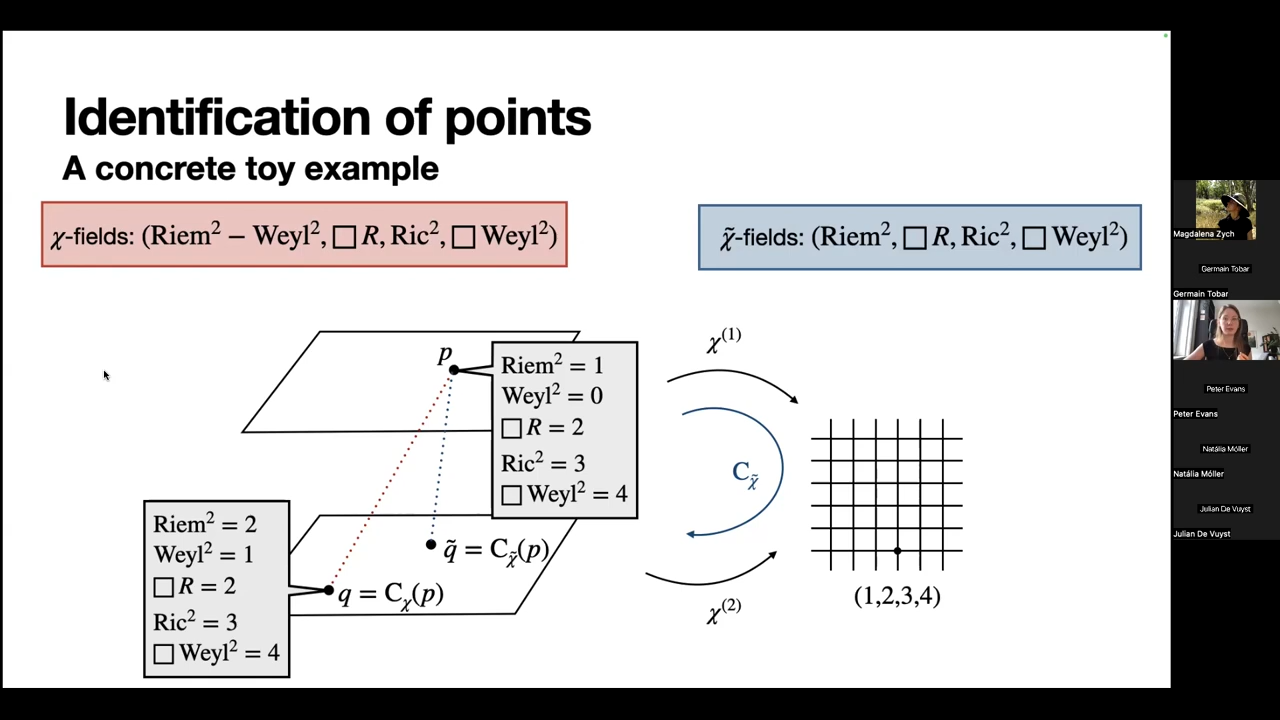 Identification of points
A concrete toy example
χ-fields: (Riem² − Weyl², □ R, Ric², □ Weyl²)
χ̃-fields: (Riem², □ R, Ric², □ Weyl²)
p
Riem² = 1
Weyl² = 0
□ R = 2
Ric² = 3
□ Weyl² = 4
Riem² = 2
Weyl² = 1
□ R = 2
Ric² = 3
□ Weyl² = 4
q̃ = C_χ̃(p)
q = C_χ(p)
χ⁽¹⁾
C_χ̃
χ⁽²⁾
(1,2,3,4)
Magdalena Zych
Germain Tobar
Germain Tobar
Peter Evans
Peter Evans
Natália Móller
Natália Móller
Julian De Vuyst
Julian De Vuyst